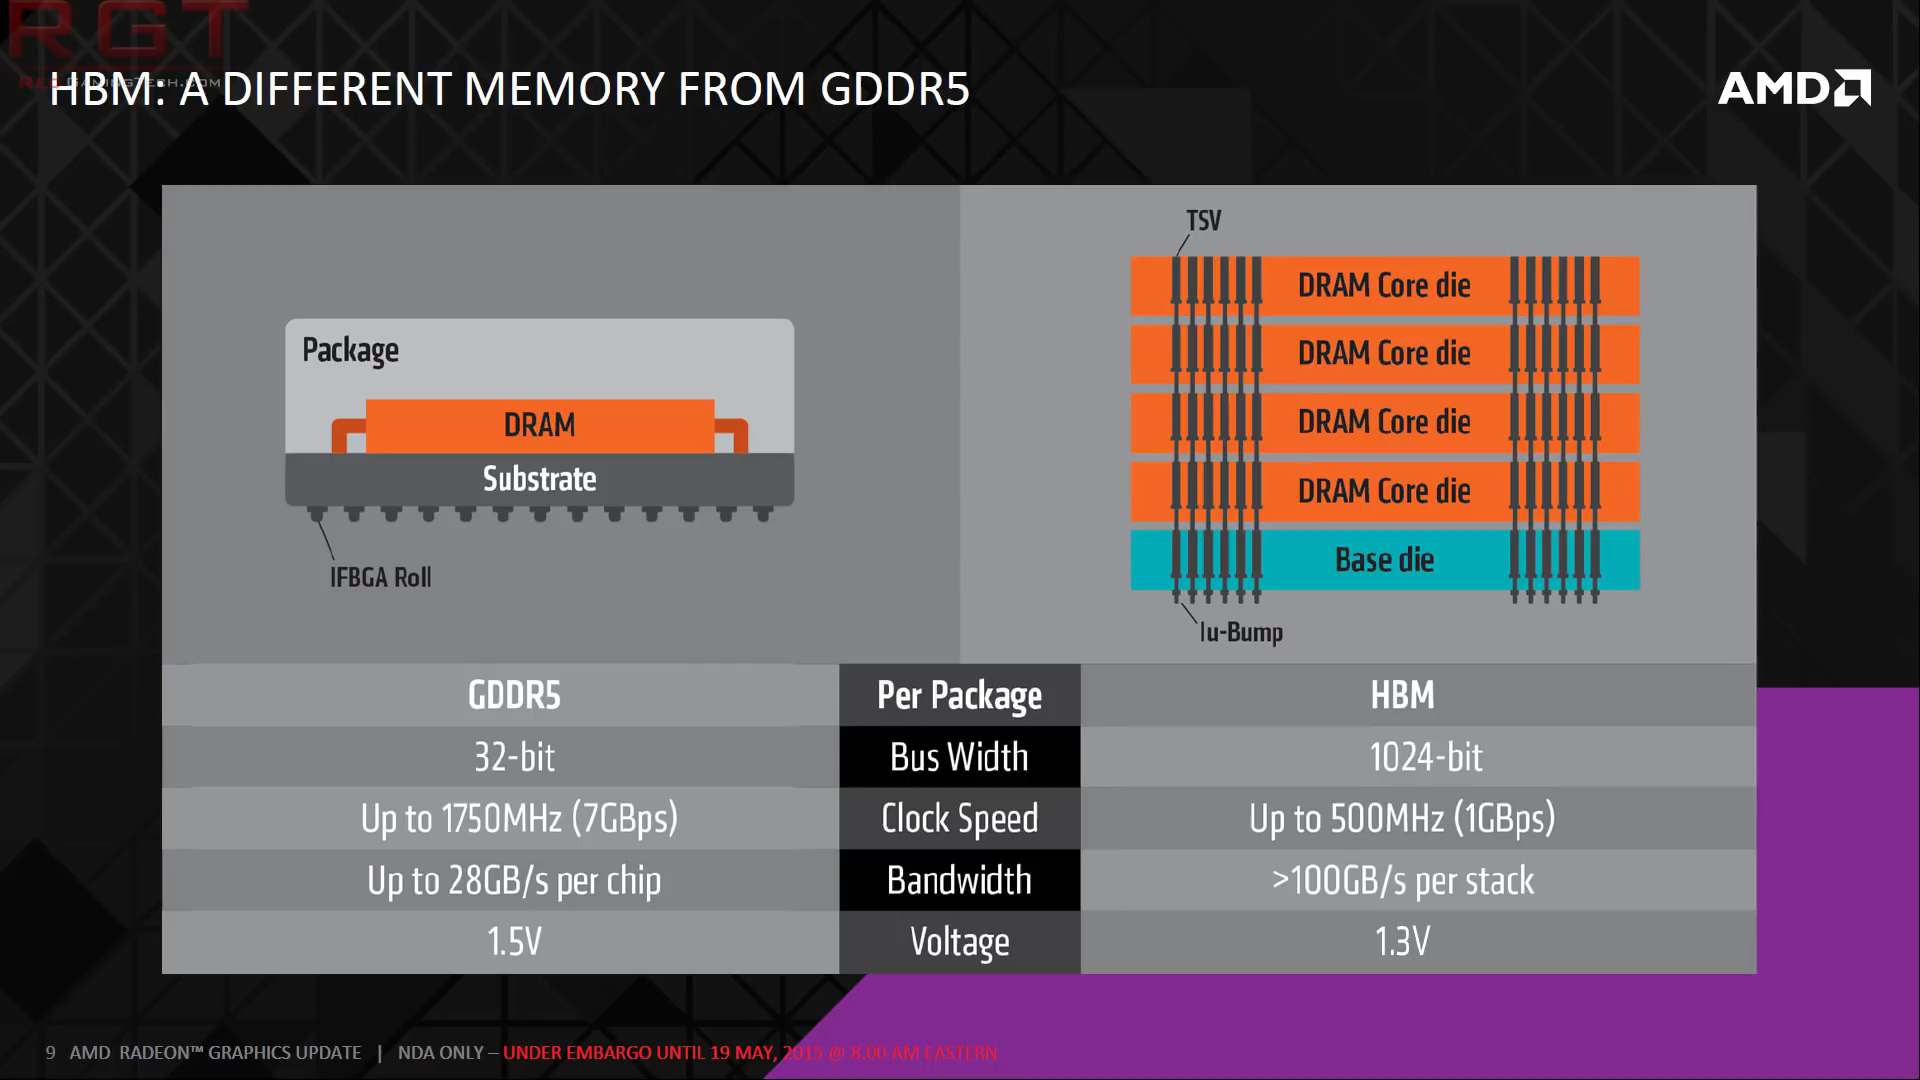 RGT
REDGAMINGTECH.COM
HBM: A DIFFERENT MEMORY FROM GDDR5
AMD
Package
DRAM
Substrate
IFBGA Roll
TSV
DRAM Core die
DRAM Core die
DRAM Core die
DRAM Core die
Base die
Iu-Bump
GDDR5 Per Package HBM
32-bit Bus Width 1024-bit
Up to 1750MHz (7GBps) Clock Speed Up to 500MHz (1GBps)
Up to 28GB/s per chip Bandwidth >100GB/s per stack
1.5V Voltage 1.3V
9 AMD RADEON™ GRAPHICS UPDATE | NDA ONLY – UNDER EMBARGO UNTIL 19 MAY, 2015 @ 8:00 AM EASTERN